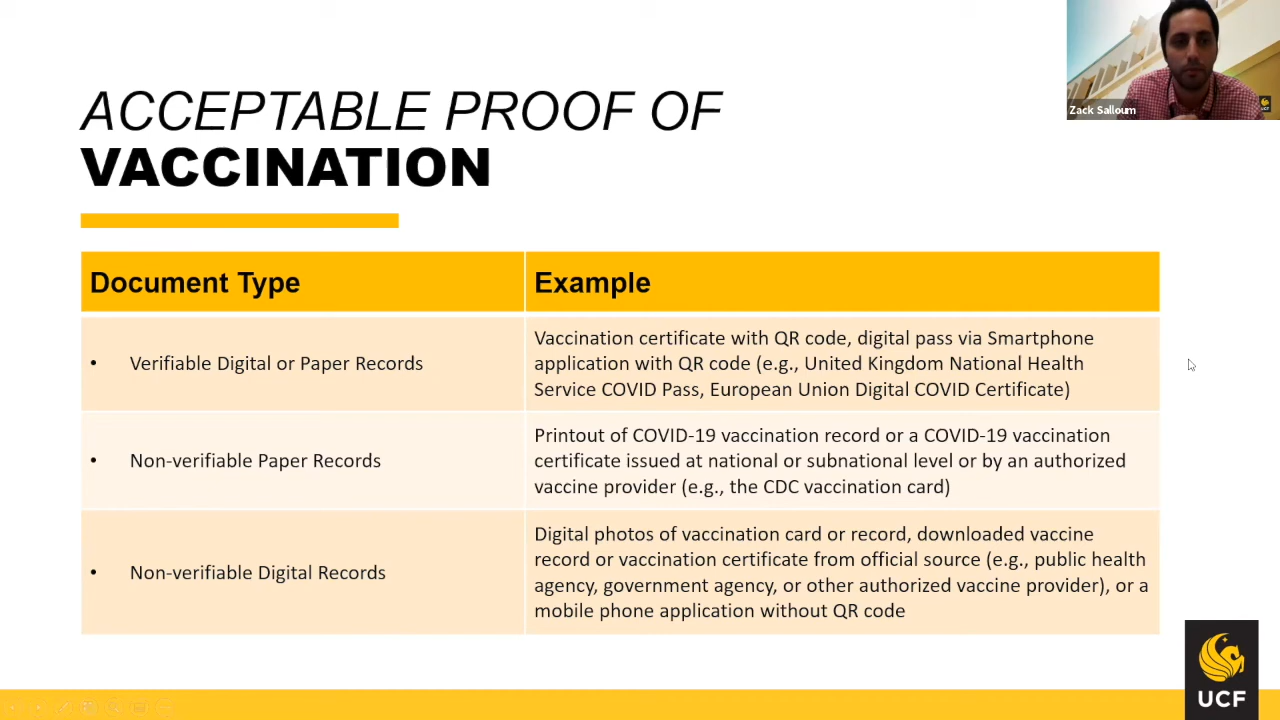 Zack Salloum
UCF
ACCEPTABLE PROOF OF
VACCINATION
Document Type
Example
• Verifiable Digital or Paper Records
Vaccination certificate with QR code, digital pass via Smartphone
application with QR code (e.g., United Kingdom National Health
Service COVID Pass, European Union Digital COVID Certificate)
• Non-verifiable Paper Records
Printout of COVID-19 vaccination record or a COVID-19 vaccination
certificate issued at national or subnational level or by an authorized
vaccine provider (e.g., the CDC vaccination card)
• Non-verifiable Digital Records
Digital photos of vaccination card or record, downloaded vaccine
record or vaccination certificate from official source (e.g., public health
agency, government agency, or other authorized vaccine provider), or a
mobile phone application without QR code
UCF